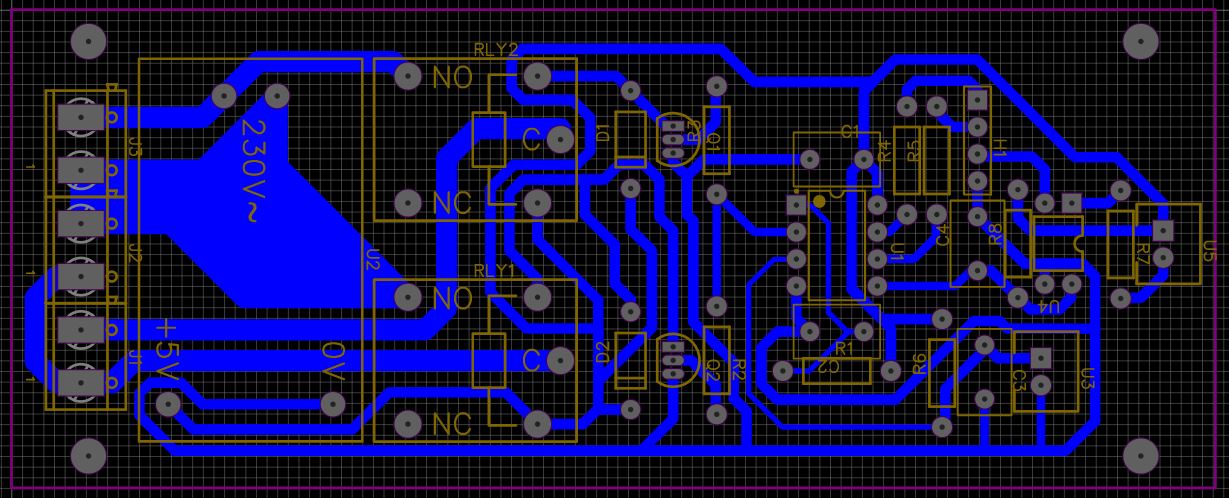 RLY2
NO
C
NC
RLY1
NO
C
NC
230V~
+5V
0V
J3
J2
J1
1
1
1
U2
D1
D2
R3
Q1
Q2
R2
C1
R4
R5
H1
U1
C4
R8
R1
C2
R6
C3
U3
U4
R7
U5